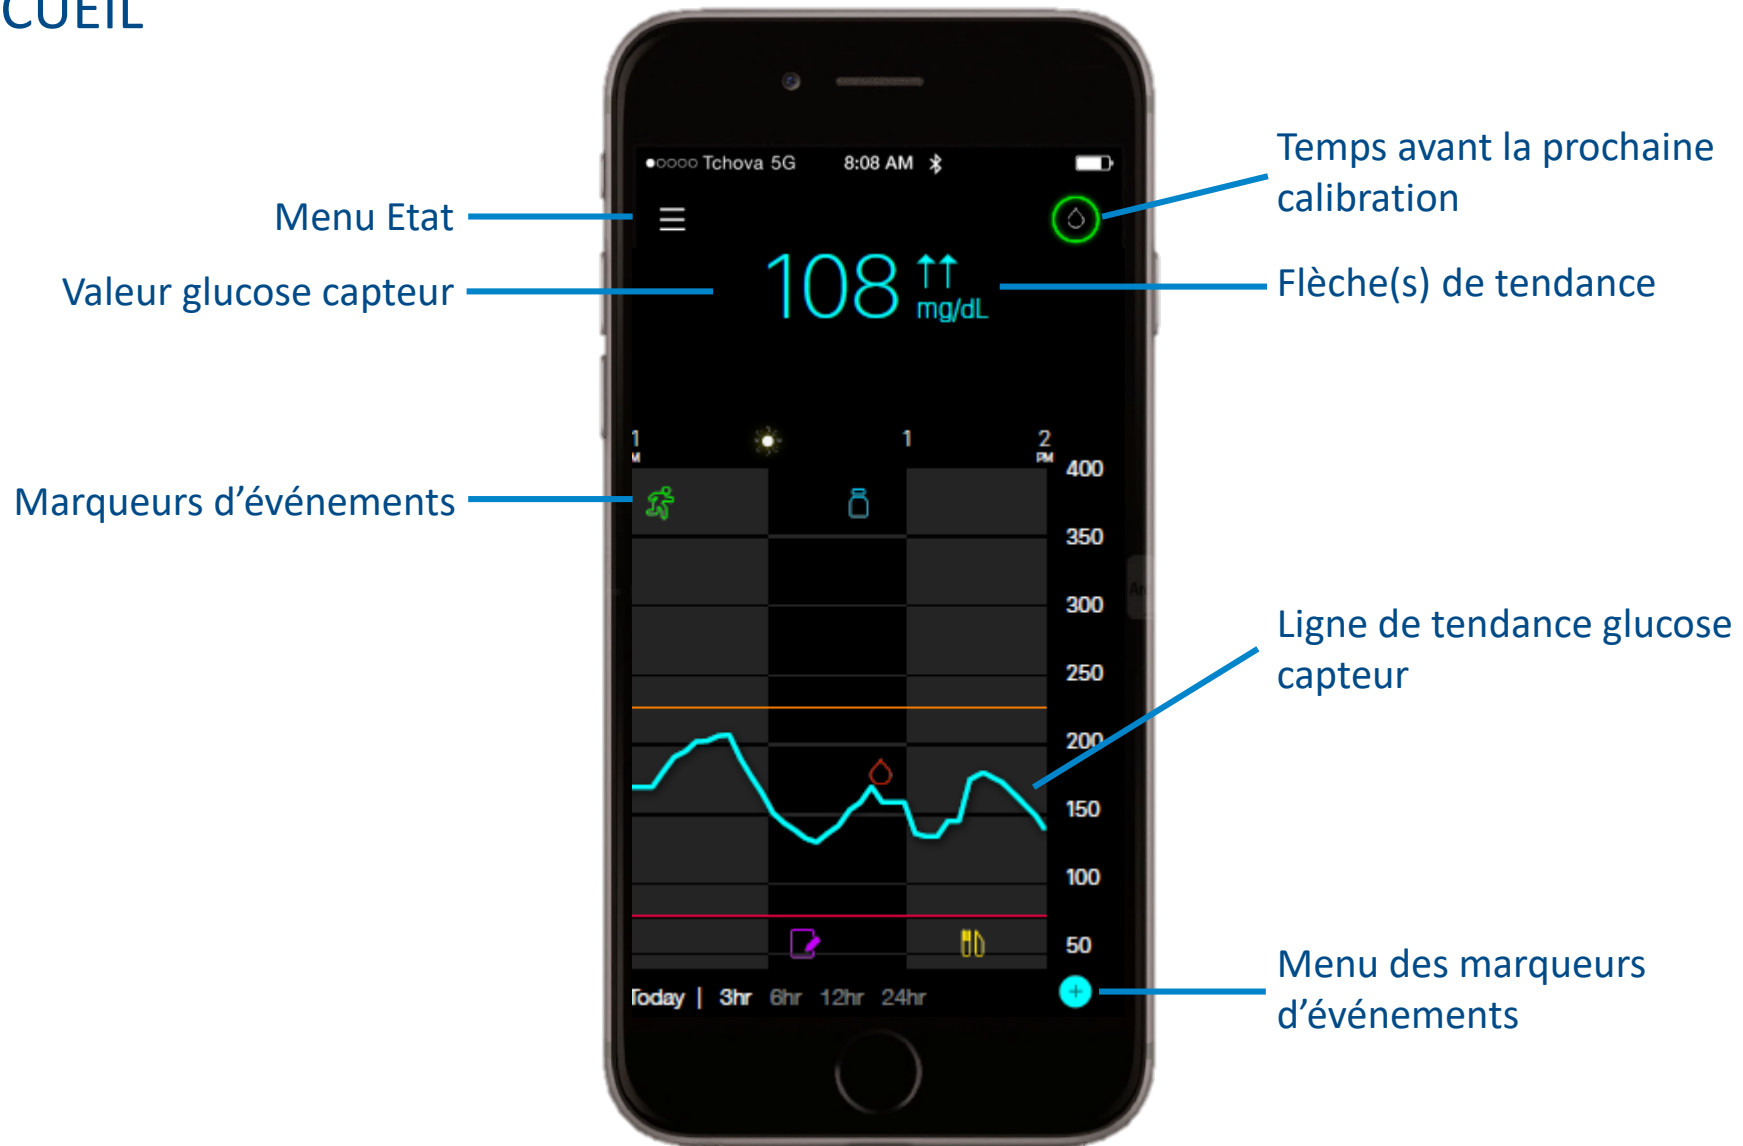 CUEIL
Tchova 5G 8:08 AM
Temps avant la prochaine
calibration
Menu Etat
108
mg/dL
Valeur glucose capteur
Flèche(s) de tendance
1 1 2
M PM
400
Marqueurs d’événements
350
300
Ligne de tendance glucose
capteur
250
200
150
100
50
Menu des marqueurs
d’événements
Today | 3hr 6hr 12hr 24hr
+